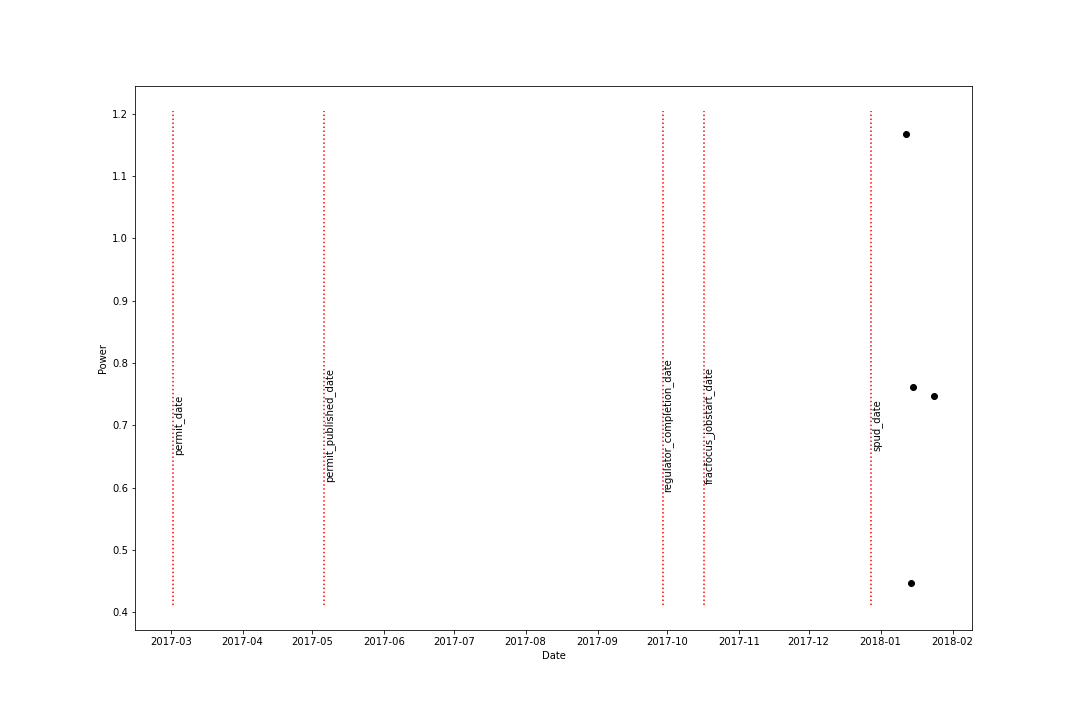 1.2
1.1
1.0
0.9
0.8
0.7
0.6
0.5
0.4
Power
permit_date
permit_published_date
regulator_completion_date
fracfocus_jobstart_date
spud_date
2017-03 2017-04 2017-05 2017-06 2017-07 2017-08 2017-09 2017-10 2017-11 2017-12 2018-01 2018-02
Date